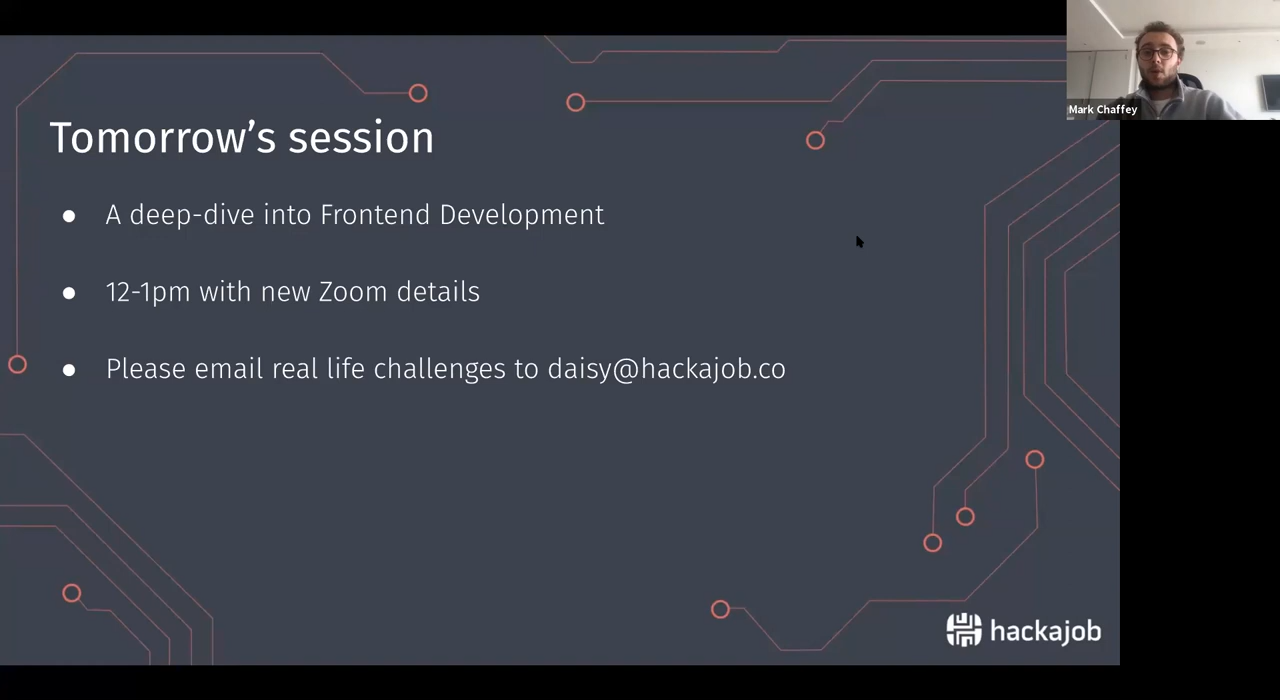 Mark Chaffey
Tomorrow’s session
● A deep-dive into Frontend Development
● 12-1pm with new Zoom details
● Please email real life challenges to daisy@hackajob.co
hackajob